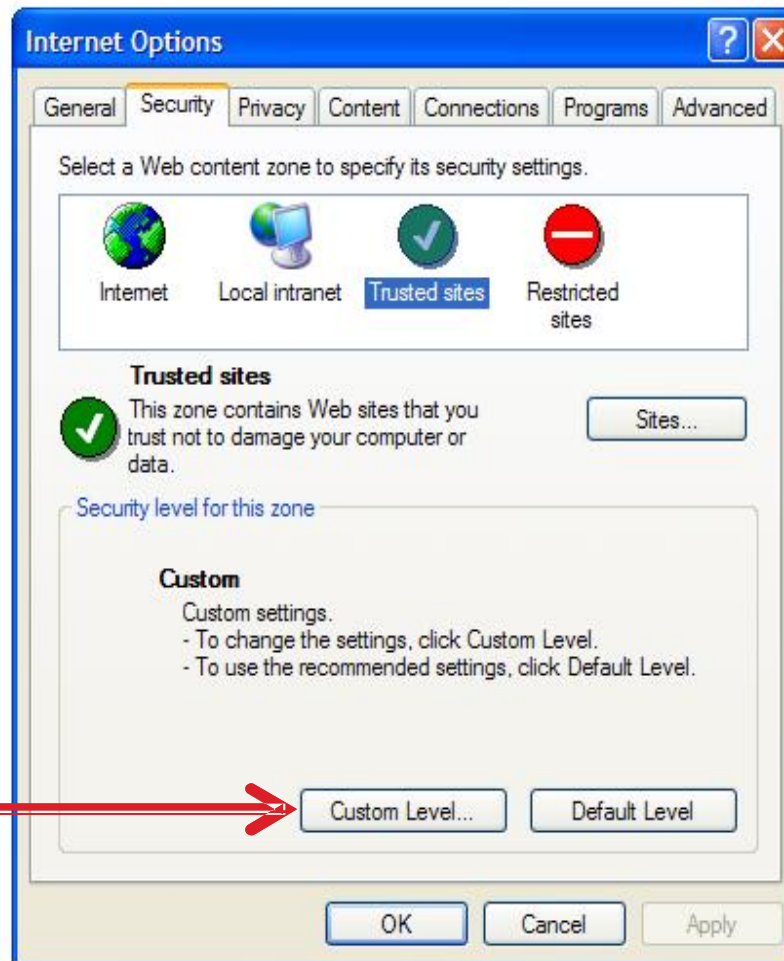 Internet Options
?
General Security Privacy Content Connections Programs Advanced
Select a Web content zone to specify its security settings.
Internet Local intranet Trusted sites Restricted
sites
Trusted sites
This zone contains Web sites that you
trust not to damage your computer or
data.
Sites...
Security level for this zone
Custom
Custom settings.
- To change the settings, click Custom Level.
- To use the recommended settings, click Default Level.
Custom Level... Default Level
OK Cancel Apply